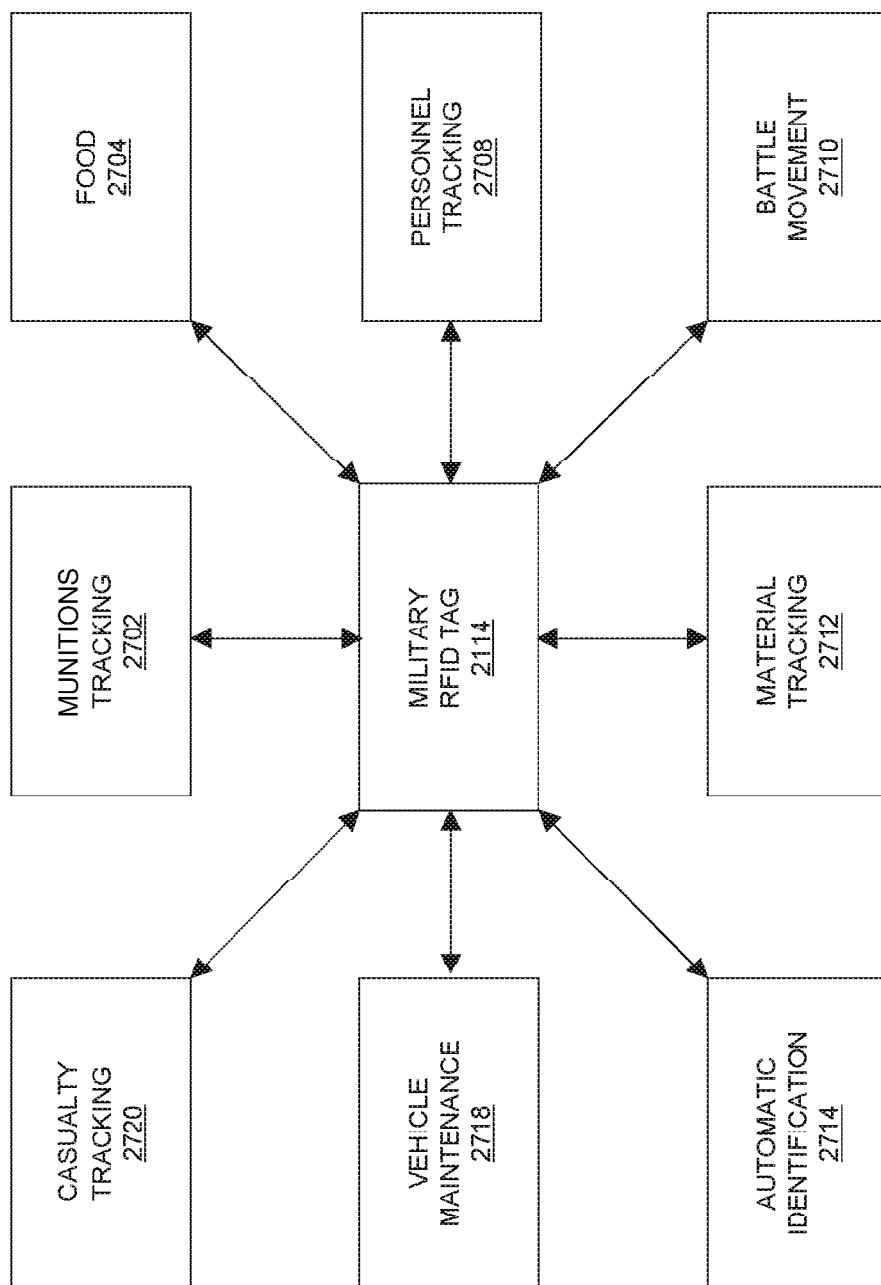 CASUALTY
TRACKING
2720
MUNITIONS
TRACKING
2702
FOOD
2704
VEHICLE
MAINTENANCE
2718
MILITARY
RFID TAG
2114
PERSONNEL
TRACKING
2708
AUTOMATIC
IDENTIFICATION
2714
MATERIAL
TRACKING
2712
BATTLE
MOVEMENT
2710